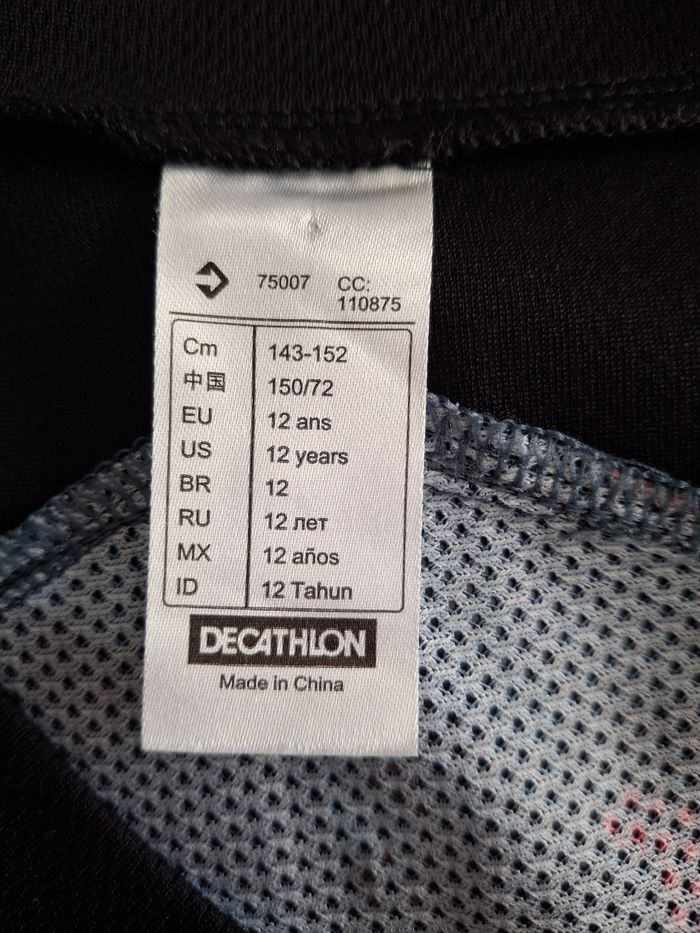 75007 CC:
110875
Cm 143-152
中国 150/72
EU 12 ans
US 12 years
BR 12
RU 12 лет
MX 12 años
ID 12 Tahun
DECATHLON
Made in China